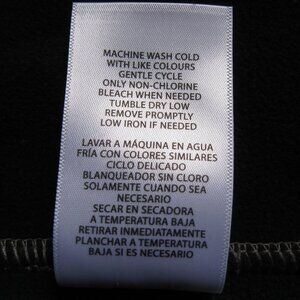 MACHINE WASH COLD
WITH LIKE COLOURS
GENTLE CYCLE
ONLY NON-CHLORINE
BLEACH WHEN NEEDED
TUMBLE DRY LOW
REMOVE PROMPTLY
LOW IRON IF NEEDED
LAVAR A MÁQUINA EN AGUA
FRÍA CON COLORES SIMILARES
CICLO DELICADO
BLANQUEADOR SIN CLORO
SOLAMENTE CUANDO SEA
NECESARIO
SECAR EN SECADORA
A TEMPERATURA BAJA
RETIRAR INMEDIATAMENTE
PLANCHAR A TEMPERATURA
BAJA SI ES NECESARIO